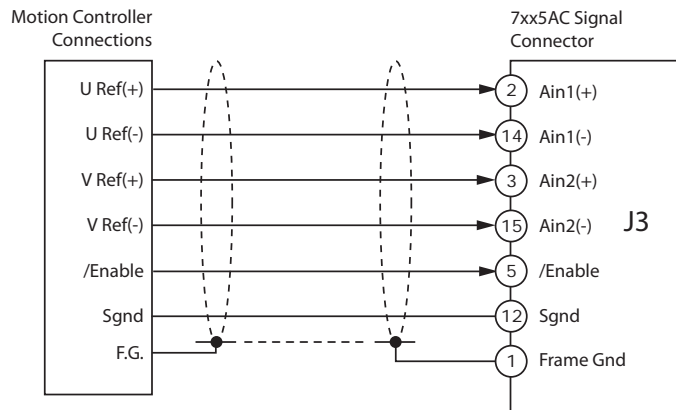 Motion Controller
Connections
7xx5AC Signal
Connector
U Ref(+)
2
Ain1(+)
U Ref(-)
14
Ain1(-)
V Ref(+)
3
Ain2(+)
V Ref(-)
15
Ain2(-)
J3
/Enable
5
/Enable
Sgnd
12
Sgnd
F.G.
1
Frame Gnd